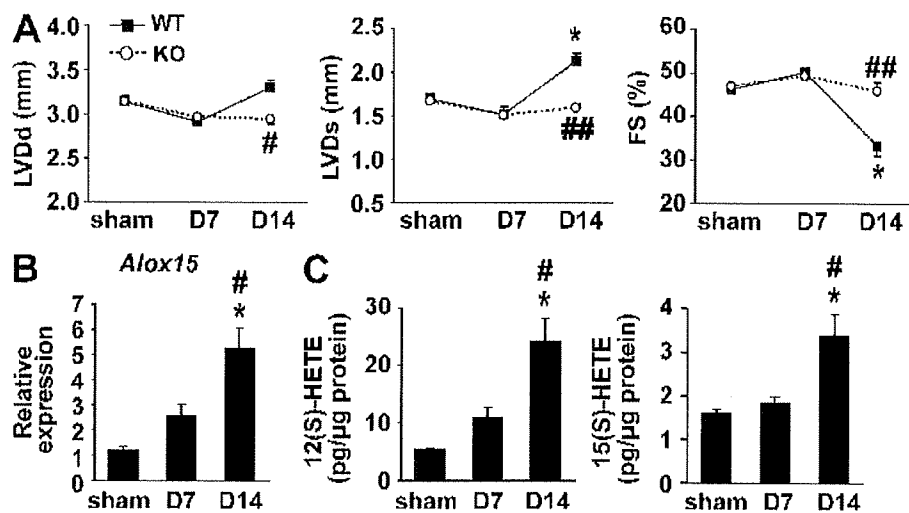 A
WT
KO
LVDd (mm)
4.0
3.5
3.0
2.5
2.0
#
sham D7 D14
LVDs (mm)
2.5
2.0
1.5
1.0
0.5
*
##
sham D7 D14
FS (%)
60
50
40
30
20
##
*
sham D7 D14
B
Alox15
Relative
expression
7
6
5
4
3
2
1
0
#
*
sham D7 D14
C
12(S)-HETE
(pg/µg protein)
30
20
10
0
#
*
sham D7 D14
15(S)-HETE
(pg/µg protein)
4
3
2
1
0
#
*
sham D7 D14